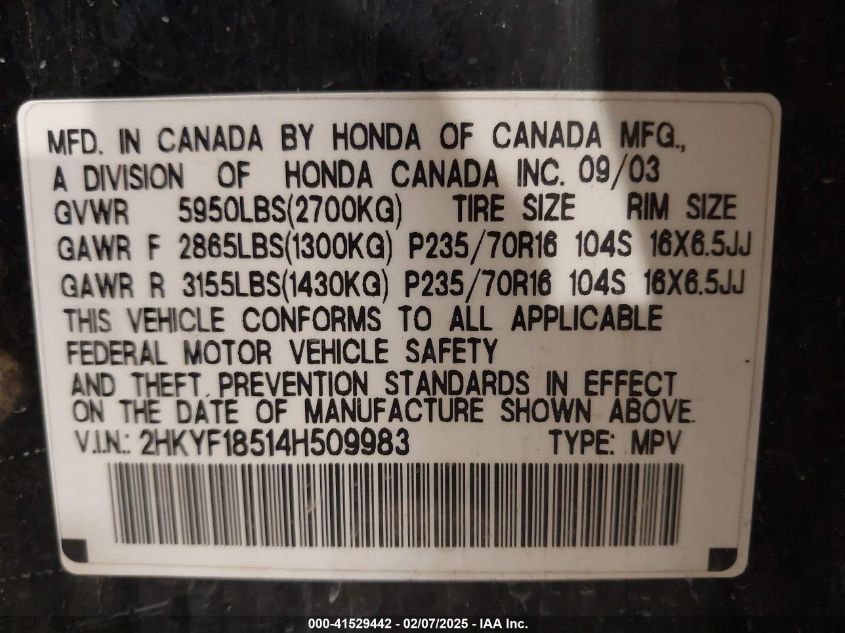 MFD. IN CANADA BY HONDA OF CANADA MFG.,
A DIVISION OF HONDA CANADA INC. 09/03
GVWR 5950LBS(2700KG) TIRE SIZE RIM SIZE
GAWR F 2865LBS(1300KG) P235/70R16 104S 16X6.5JJ
GAWR R 3155LBS(1430KG) P235/70R16 104S 16X6.5JJ
THIS VEHICLE CONFORMS TO ALL APPLICABLE
FEDERAL MOTOR VEHICLE SAFETY
AND THEFT PREVENTION STANDARDS IN EFFECT
ON THE DATE OF MANUFACTURE SHOWN ABOVE.
V.I.N.: 2HKYF18514H509983 TYPE: MPV
000-41529442 - 02/07/2025 - IAA Inc.